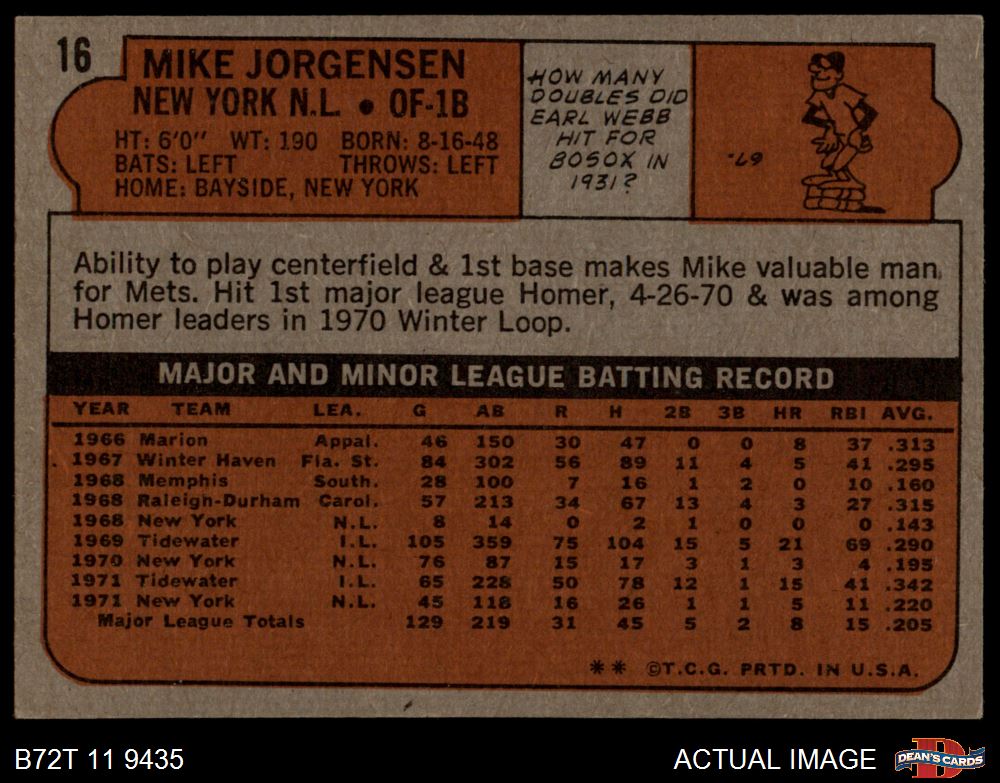 16
MIKE JORGENSEN
NEW YORK N.L. • OF-1B
HT: 6'0" WT: 190 BORN: 8-16-48
BATS: LEFT THROWS: LEFT
HOME: BAYSIDE, NEW YORK
HOW MANY
DOUBLES DID
EARL WEBB
HIT FOR
BOSOX IN
1931?
67.
Ability to play centerfield & 1st base makes Mike valuable man
for Mets. Hit 1st major league Homer, 4-26-70 & was among
Homer leaders in 1970 Winter Loop.
MAJOR AND MINOR LEAGUE BATTING RECORD
YEAR TEAM LEA. G AB R H 2B 3B HR RBI AVG.
1966 Marion Appal. 46 150 30 47 0 0 8 37 .313
1967 Winter Haven Fla. St. 84 302 56 89 11 4 5 41 .295
1968 Memphis South. 28 100 7 16 1 2 0 10 .160
1968 Raleigh-Durham Carol. 57 213 34 67 13 4 3 27 .315
1968 New York N.L. 8 14 0 2 1 0 0 0 .143
1969 Tidewater I.L. 105 359 75 104 15 5 21 69 .290
1970 New York N.L. 76 87 15 17 3 1 3 4 .195
1971 Tidewater I.L. 65 228 50 78 12 1 15 41 .342
1971 New York N.L. 45 118 16 26 1 1 5 11 .220
Major League Totals 129 219 31 45 5 2 8 15 .205
** ©T.C.G. PRTD. IN U.S.A.
B72T 11 9435
ACTUAL IMAGE
DEAN'S CARDS